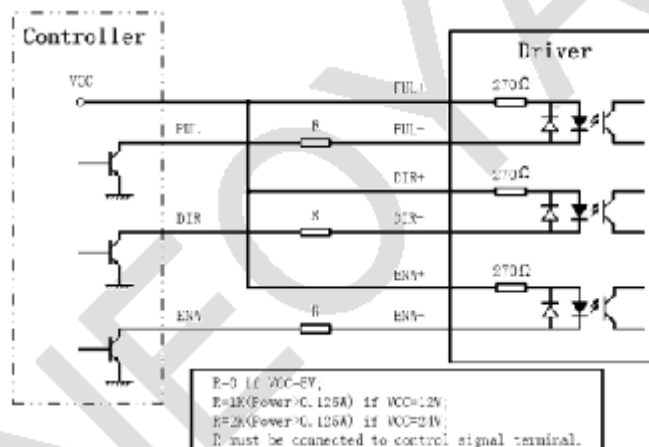 Controller
Driver
VCC
PUL+
270Ω
PUL
R
PUL-
DIR+
270Ω
DIR
R
DIR-
ENA+
270Ω
ENA
R
ENA-
R=0 if VCC=5V,
R=1K(Power>0.125W) if VCC=12V;
R=2K(Power>0.125W) if VCC=24V;
R must be connected to control signal terminal.